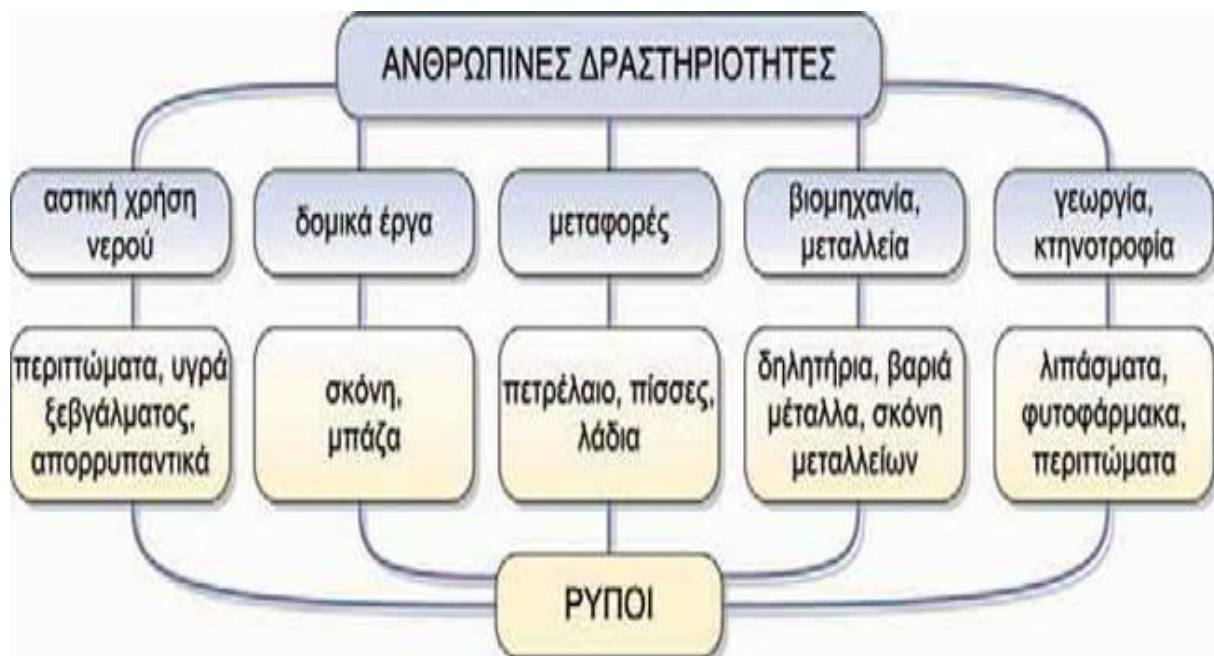 ΑΝΘΡΩΠΙΝΕΣ ΔΡΑΣΤΗΡΙΟΤΗΤΕΣ
αστική χρήση
νερού
δομικά έργα
μεταφορές
βιομηχανία,
μεταλλεία
γεωργία,
κτηνοτροφία
περιττώματα, υγρά
ξεβγάλματος,
απορρυπαντικά
σκόνη,
μπάζα
πετρέλαιο, πίσσες,
λάδια
δηλητήρια, βαριά
μέταλλα, σκόνη
μεταλλείων
λιπάσματα,
φυτοφάρμακα,
περιττώματα
ΡΥΠΟΙ